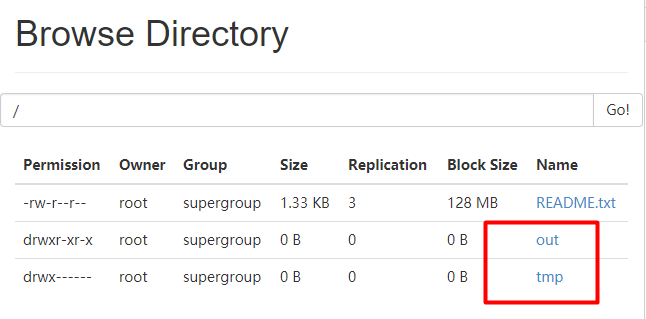 Browse Directory
/ Go!
Permission Owner Group Size Replication Block Size Name
-rw-r--r-- root supergroup 1.33 KB 3 128 MB README.txt
drwxr-xr-x root supergroup 0 B 0 0 B out
drwx------ root supergroup 0 B 0 0 B tmp